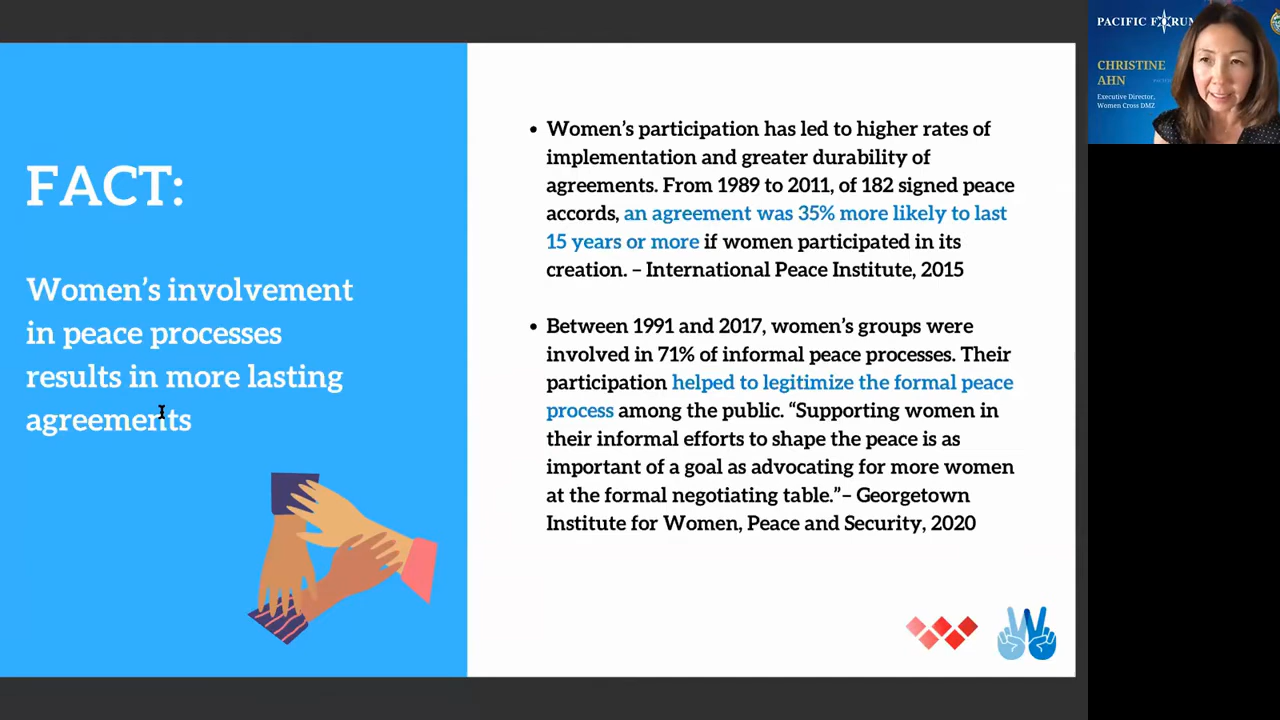 FACT:
Women’s involvement
in peace processes
results in more lasting
agreements
• Women’s participation has led to higher rates of
implementation and greater durability of
agreements. From 1989 to 2011, of 182 signed peace
accords, an agreement was 35% more likely to last
15 years or more if women participated in its
creation. – International Peace Institute, 2015
• Between 1991 and 2017, women’s groups were
involved in 71% of informal peace processes. Their
participation helped to legitimize the formal peace
process among the public. “Supporting women in
their informal efforts to shape the peace is as
important of a goal as advocating for more women
at the formal negotiating table.”– Georgetown
Institute for Women, Peace and Security, 2020
PACIFIC FORUM
CHRISTINE
AHN
Executive Director,
Women Cross DMZ